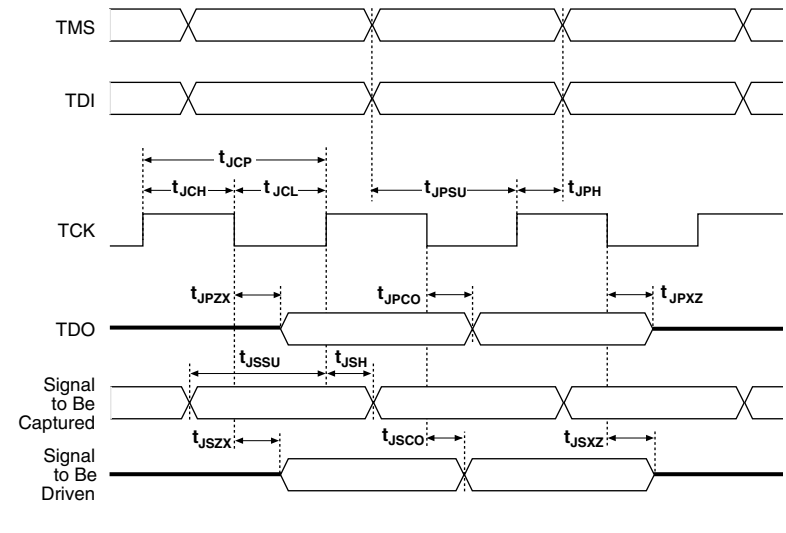 TMS
TDI
tJCP
tJCH
tJCL
tJPSU
tJPH
TCK
tJPZX
tJPCO
tJPXZ
TDO
tJSSU
tJSH
Signal
to Be
Captured
tJSZX
tJSCO
tJSXZ
Signal
to Be
Driven